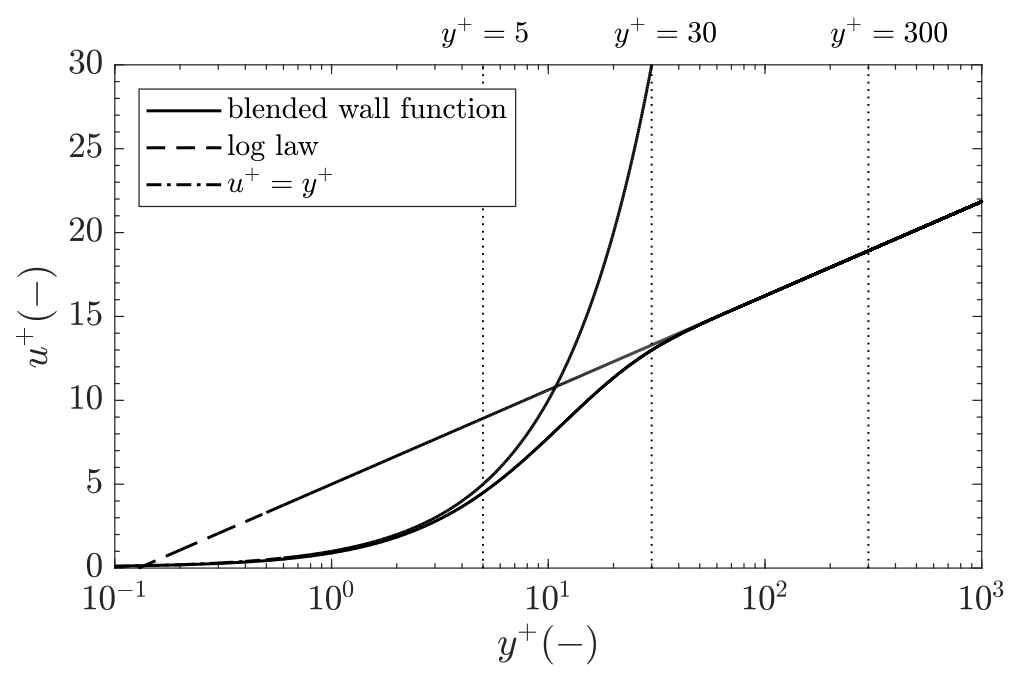 y⁺ = 5 y⁺ = 30 y⁺ = 300
30
blended wall function
log law
u⁺ = y⁺
25
20
15
10
5
0
u⁺(−)
10⁻¹ 10⁰ 10¹ 10² 10³
y⁺(−)